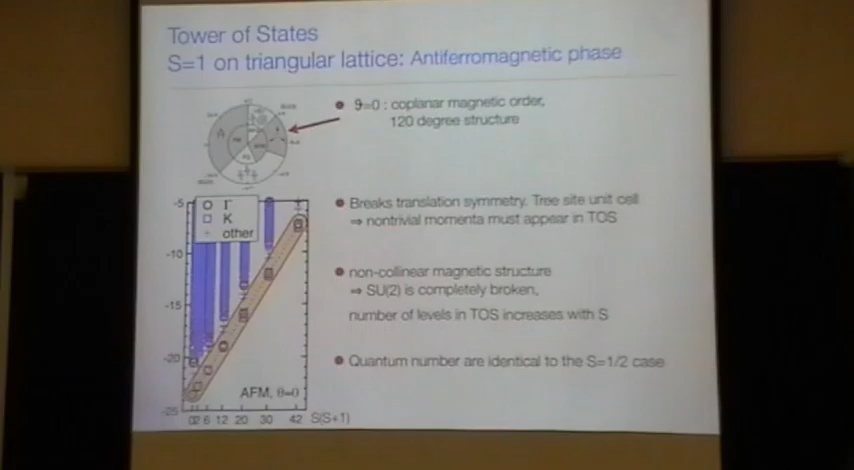 Tower of States
S=1 on triangular lattice: Antiferromagnetic phase
ϑ=0 : coplanar magnetic order,
120 degree structure
Breaks translation symmetry. Tree site unit cell
⇒ nontrivial momenta must appear in TOS
non-collinear magnetic structure
⇒ SU(2) is completely broken,
number of levels in TOS increases with S
Quantum number are identical to the S=1/2 case
Γ
K
other
-5
-10
-15
-20
-25
AFM, θ=0
0 2 6 12 20 30 42 S(S+1)